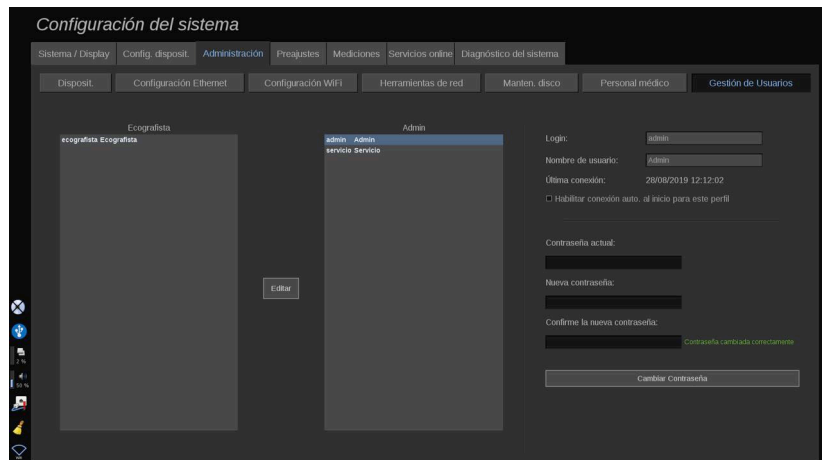 Configuración del sistema
Sistema / Display Config. disposit. Administración Preajustes Mediciones Servicios online Diagnóstico del sistema
Disposit. Configuración Ethernet Configuración WiFi Herramientas de red Manten. disco Personal médico Gestión de Usuarios
Ecografista Admin
ecografista Ecografista
admin Admin
servicio Servicio
Login: admin
Nombre de usuario: Admin
Última conexión: 28/08/2019 12:12:02
Habilitar conexión auto. al inicio para este perfil
Contraseña actual:
Editar
Nueva contraseña:
Confirme la nueva contraseña:
Contraseña cambiada correctamente
Cambiar Contraseña
2 %
59 %